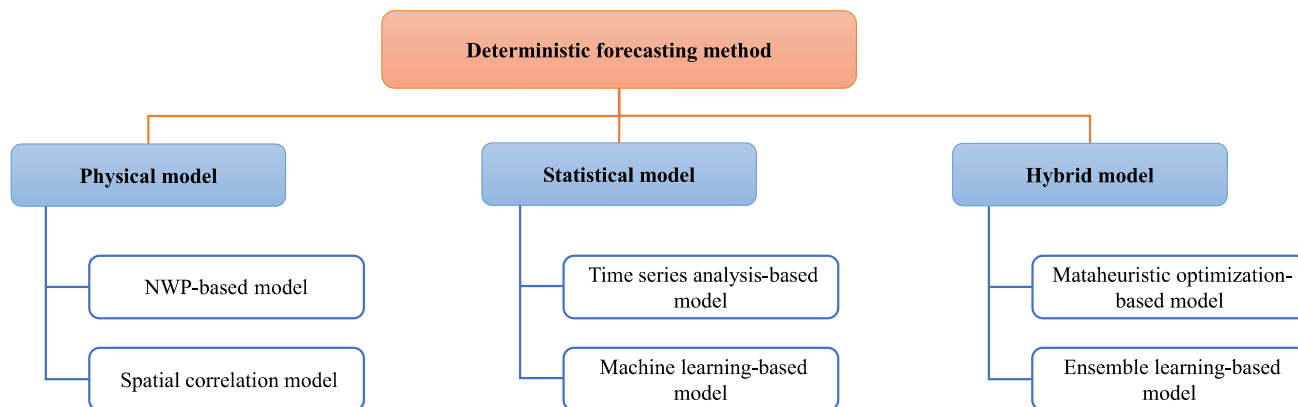 Deterministic forecasting method
Physical model
Statistical model
Hybrid model
NWP-based model
Time series analysis-based
model
Mataheuristic optimization-
based model
Spatial correlation model
Machine learning-based
model
Ensemble learning-based
model